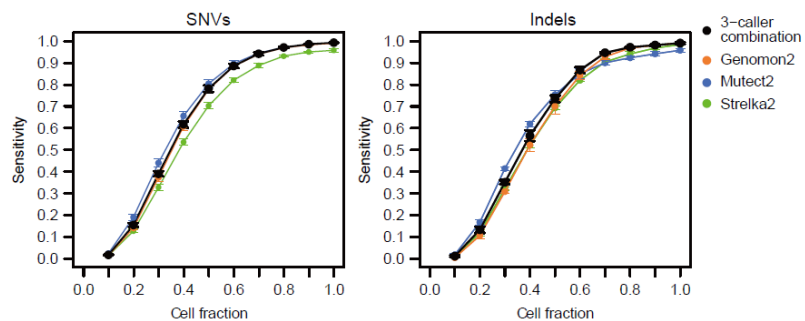 SNVs
Sensitivity
1.0
0.9
0.8
0.7
0.6
0.5
0.4
0.3
0.2
0.1
0.0
0.0 0.2 0.4 0.6 0.8 1.0
Cell fraction
Indels
Sensitivity
1.0
0.9
0.8
0.7
0.6
0.5
0.4
0.3
0.2
0.1
0.0
0.0 0.2 0.4 0.6 0.8 1.0
Cell fraction
3−caller
combination
Genomon2
Mutect2
Strelka2